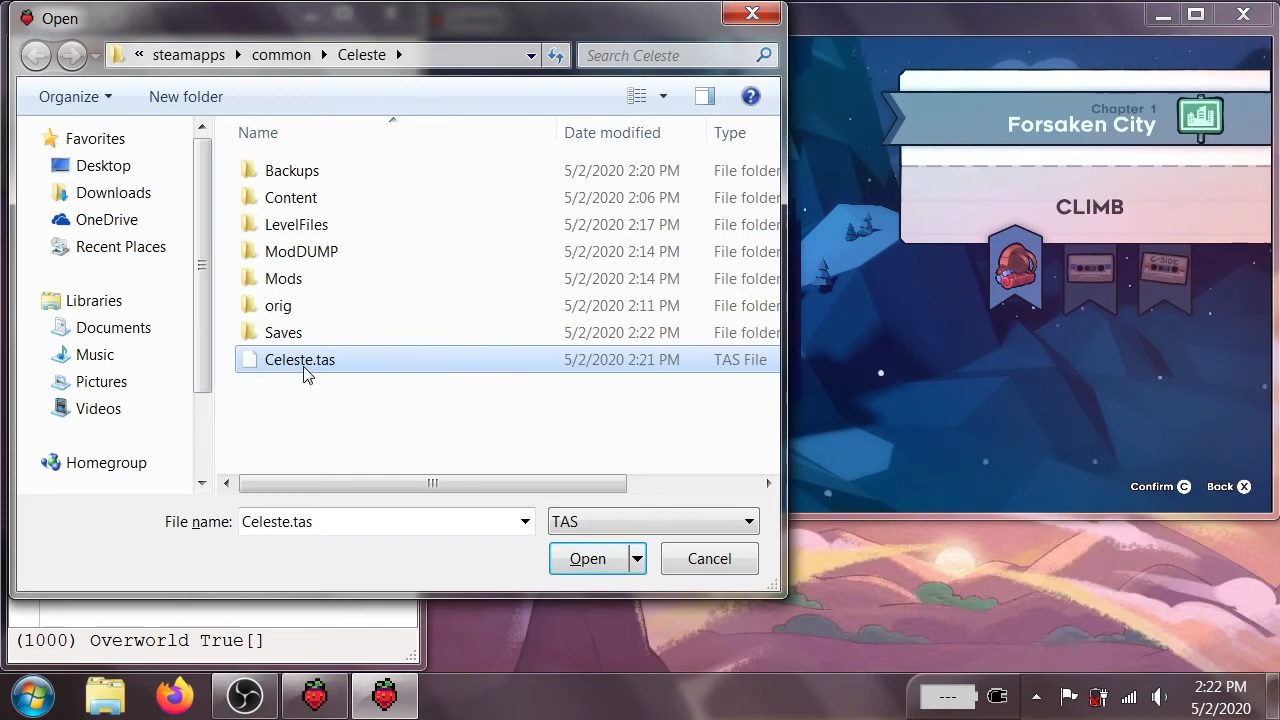 Open
« steamapps Common Celeste
Search Celeste
Organize
New folder
Favorites
Desktop
Downloads
OneDrive
Recent Places
Libraries
Documents
Music
Pictures
Videos
Homegroup
Name Date modified Type
Backups 5/2/2020 2:20 PM File folder
Content 5/2/2020 2:06 PM File folder
LevelFiles 5/2/2020 2:17 PM File folder
ModDUMP 5/2/2020 2:14 PM File folder
Mods 5/2/2020 2:14 PM File folder
orig 5/2/2020 2:11 PM File folder
Saves 5/2/2020 2:22 PM File folder
Celeste.tas 5/2/2020 2:21 PM TAS File
File name: Celeste.tas
TAS
Open
Cancel
(1000) Overworld True[]
Chapter 1
Forsaken City
CLIMB
C-SIDE
Confirm C Back X
---
2:22 PM
5/2/2020